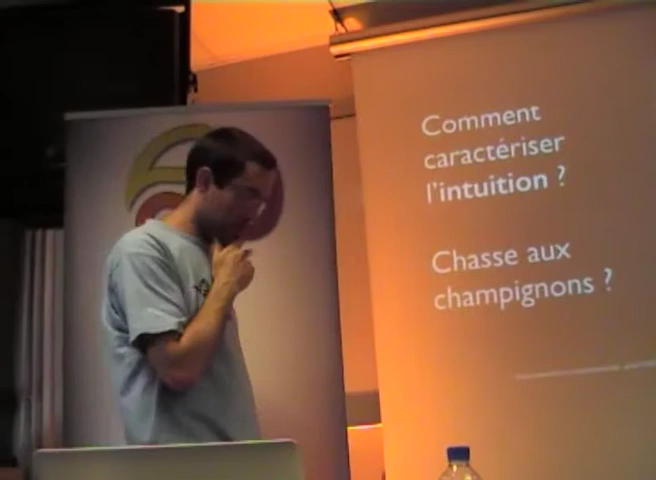 Comment
caractériser
l'intuition ?
Chasse aux
champignons ?